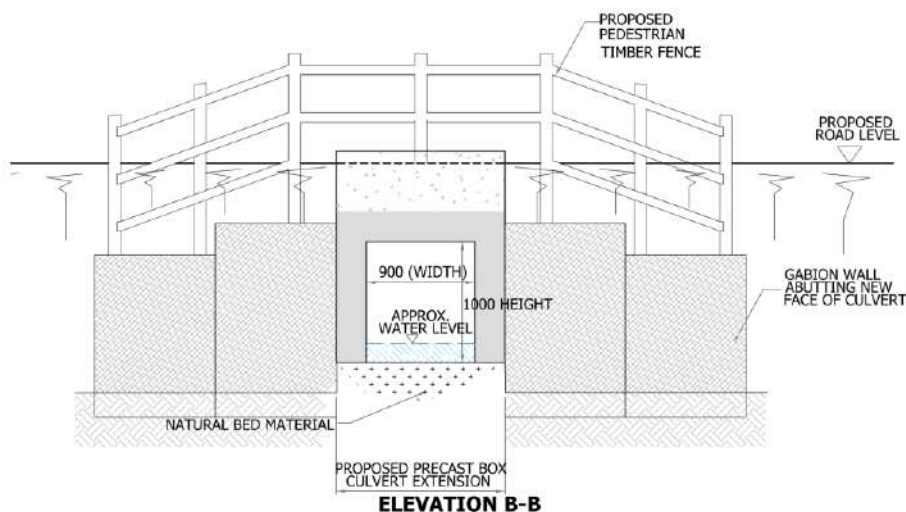 PROPOSED
PEDESTRIAN
TIMBER FENCE
PROPOSED
ROAD LEVEL
900 (WIDTH)
1000 HEIGHT
APPROX.
WATER LEVEL
GABION WALL
ABUTTING NEW
FACE OF CULVERT
NATURAL BED MATERIAL
PROPOSED PRECAST BOX
CULVERT EXTENSION
ELEVATION B-B